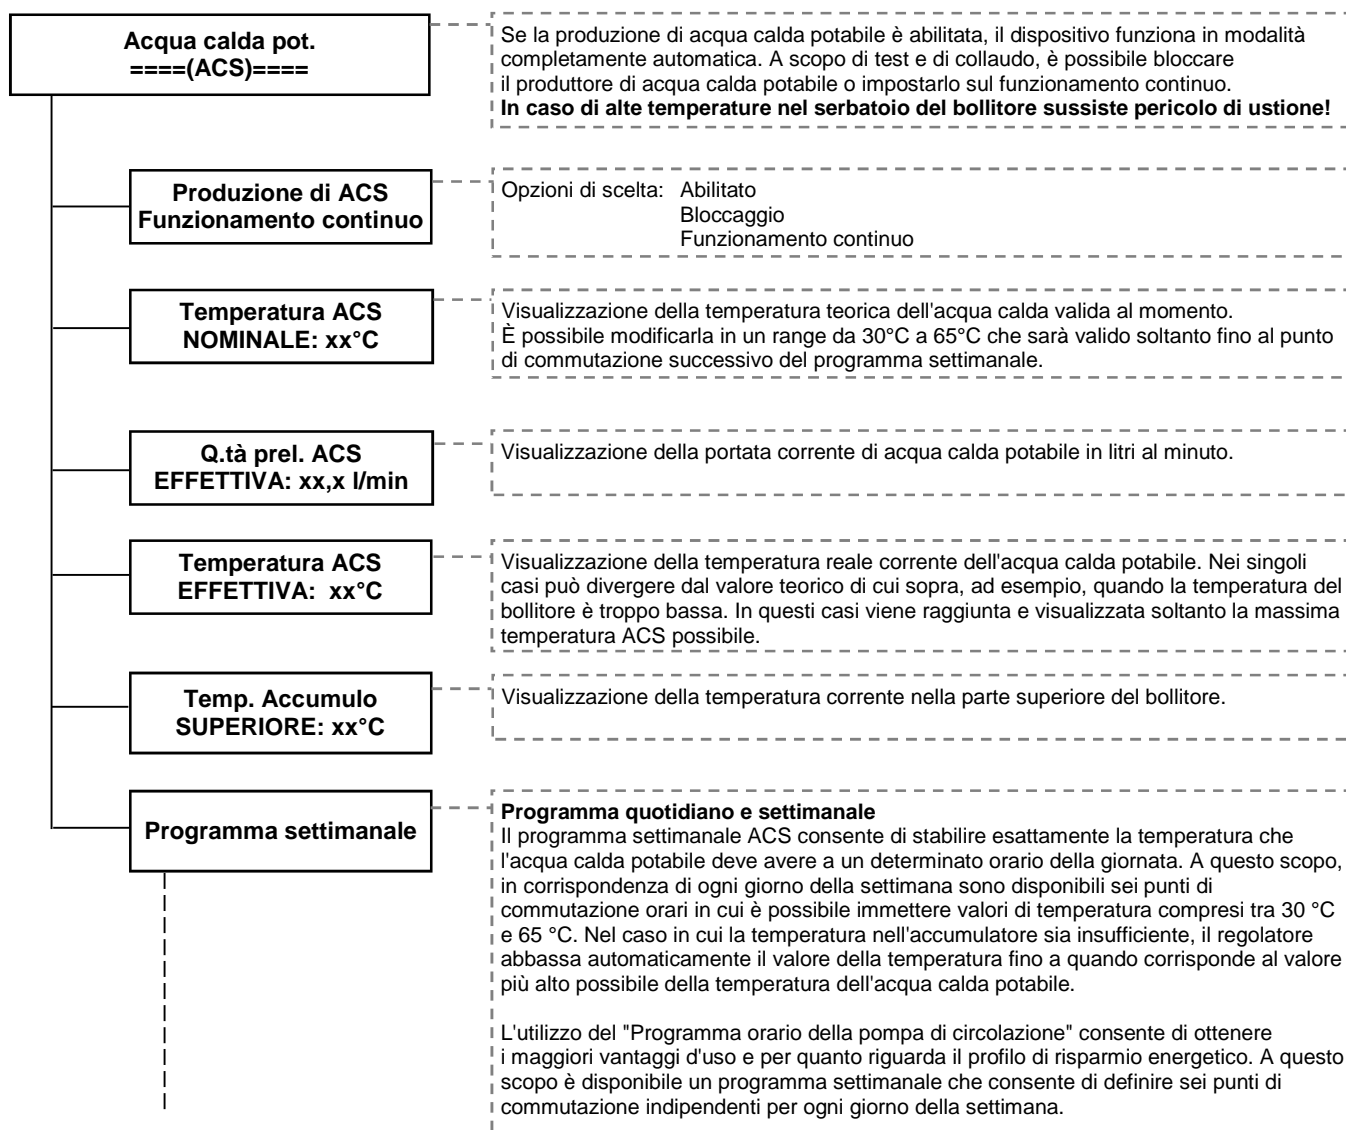 Acqua calda pot.
====(ACS)====
Se la produzione di acqua calda potabile è abilitata, il dispositivo funziona in modalità
completamente automatica. A scopo di test e di collaudo, è possibile bloccare
il produttore di acqua calda potabile o impostarlo sul funzionamento continuo.
In caso di alte temperature nel serbatoio del bollitore sussiste pericolo di ustione!
Produzione di ACS
Funzionamento continuo
Opzioni di scelta: Abilitato
Bloccaggio
Funzionamento continuo
Temperatura ACS
NOMINALE: xx°C
Visualizzazione della temperatura teorica dell'acqua calda valida al momento.
È possibile modificarla in un range da 30°C a 65°C che sarà valido soltanto fino al punto
di commutazione successivo del programma settimanale.
Q.tà prel. ACS
EFFETTIVA: xx,x l/min
Visualizzazione della portata corrente di acqua calda potabile in litri al minuto.
Temperatura ACS
EFFETTIVA: xx°C
Visualizzazione della temperatura reale corrente dell'acqua calda potabile. Nei singoli
casi può divergere dal valore teorico di cui sopra, ad esempio, quando la temperatura del
bollitore è troppo bassa. In questi casi viene raggiunta e visualizzata soltanto la massima
temperatura ACS possibile.
Temp. Accumulo
SUPERIORE: xx°C
Visualizzazione della temperatura corrente nella parte superiore del bollitore.
Programma settimanale
Programma quotidiano e settimanale
Il programma settimanale ACS consente di stabilire esattamente la temperatura che
l'acqua calda potabile deve avere a un determinato orario della giornata. A questo scopo,
in corrispondenza di ogni giorno della settimana sono disponibili sei punti di
commutazione orari in cui è possibile immettere valori di temperatura compresi tra 30 °C
e 65 °C. Nel caso in cui la temperatura nell'accumulatore sia insufficiente, il regolatore
abbassa automaticamente il valore della temperatura fino a quando corrisponde al valore
più alto possibile della temperatura dell'acqua calda potabile.
L'utilizzo del "Programma orario della pompa di circolazione" consente di ottenere
i maggiori vantaggi d'uso e per quanto riguarda il profilo di risparmio energetico. A questo
scopo è disponibile un programma settimanale che consente di definire sei punti di
commutazione indipendenti per ogni giorno della settimana.